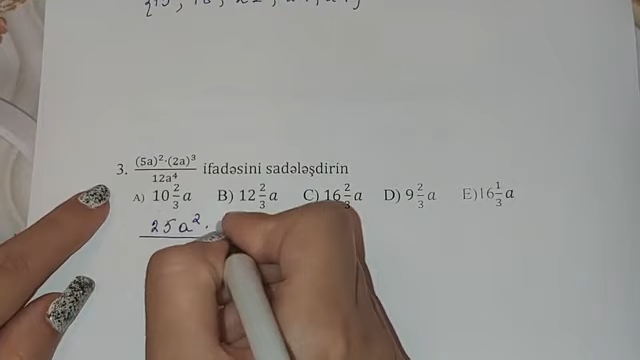 3. (5a)²·(2a)³/12a⁴ ifadəsini sadələşdirin
A) 10 2/3 a B) 12 2/3 a C) 16 2/3 a D) 9 2/3 a E)16 1/3 a
25a² ·